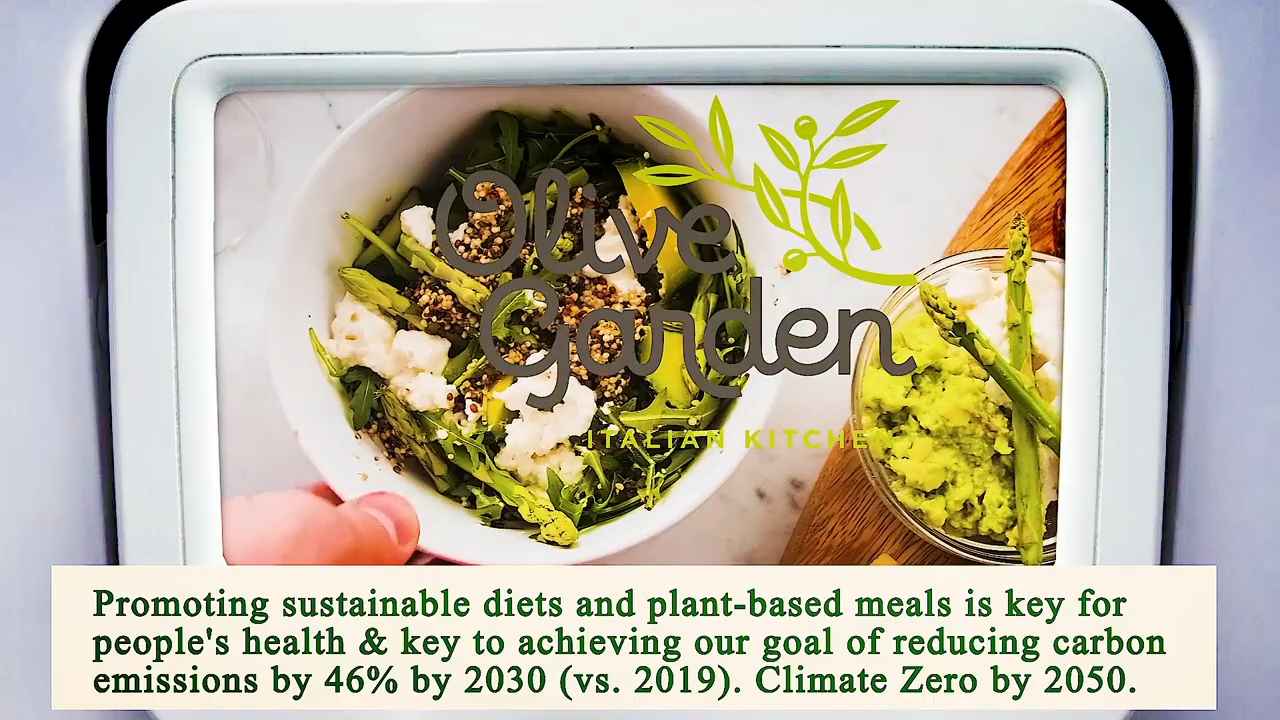 Olive
Garden
ITALIAN KITCHEN
Promoting sustainable diets and plant-based meals is key for
people's health & key to achieving our goal of reducing carbon
emissions by 46% by 2030 (vs. 2019). Climate Zero by 2050.